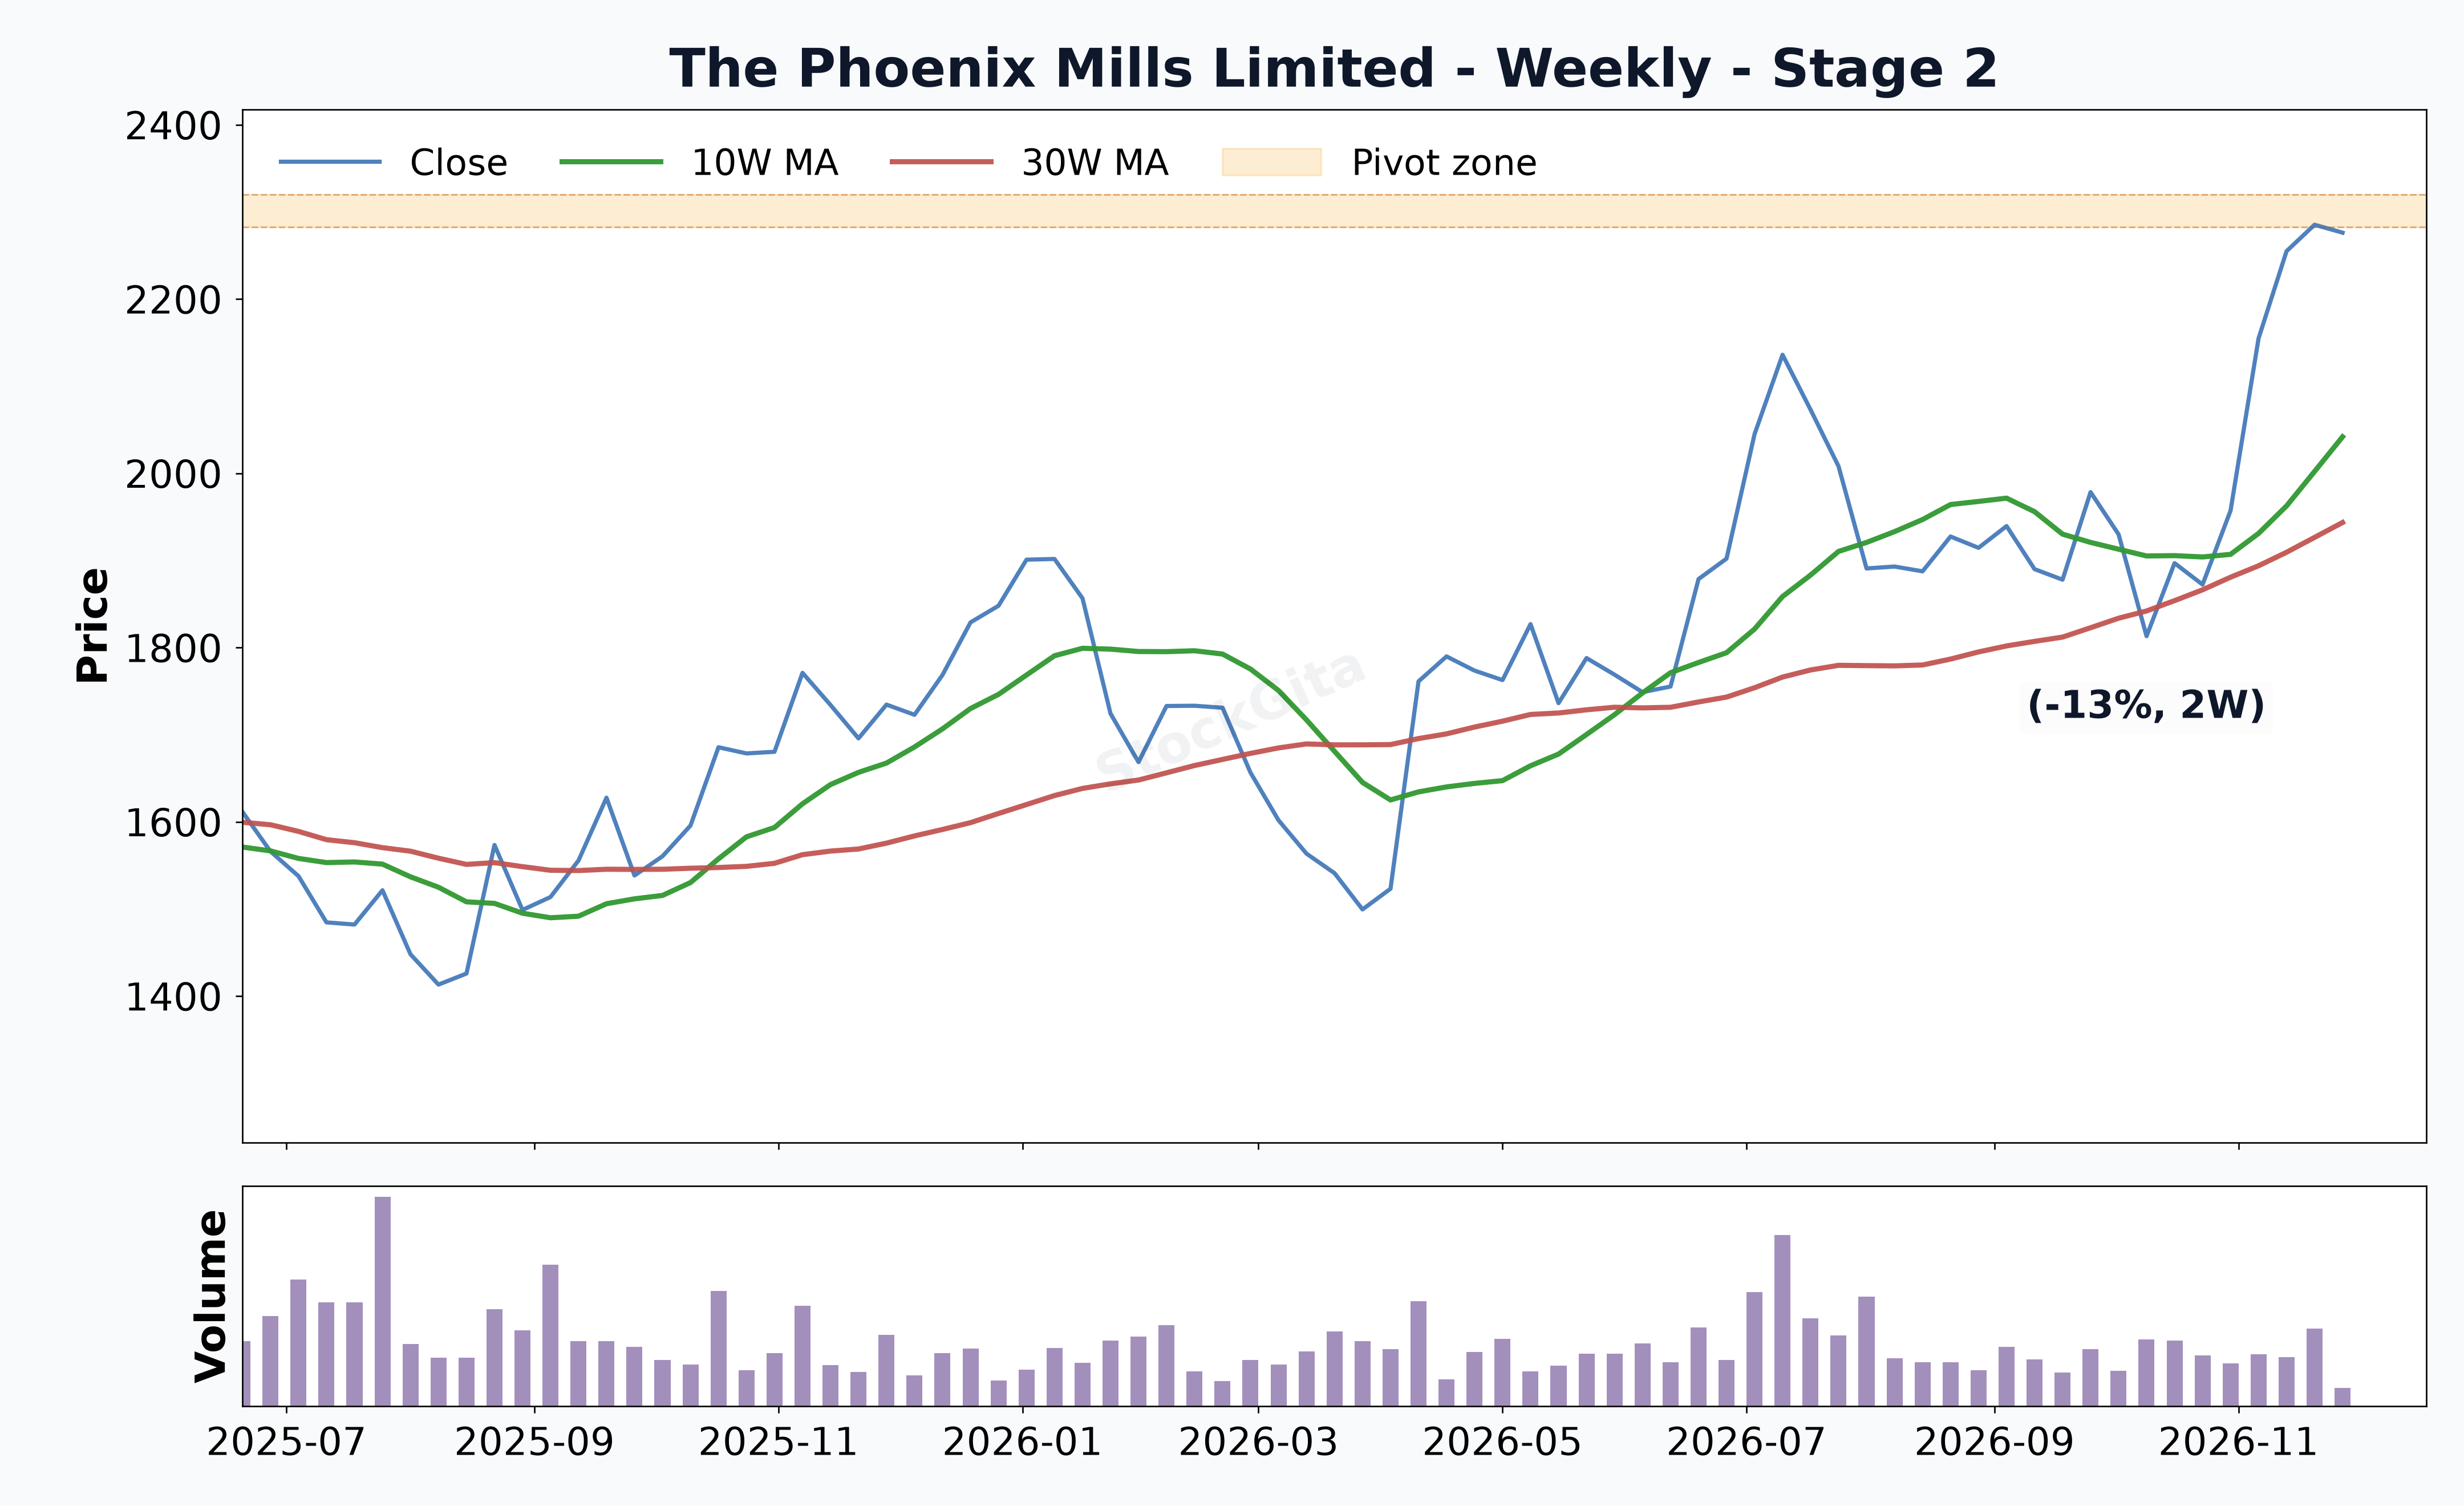 The Phoenix Mills Limited - Weekly - Stage 2
Close 10W MA 30W MA Pivot zone
Price
2400
2200
2000
1800
1600
1400
StockGita
(-13%, 2W)
Volume
2025-07 2025-09 2025-11 2026-01 2026-03 2026-05 2026-07 2026-09 2026-11